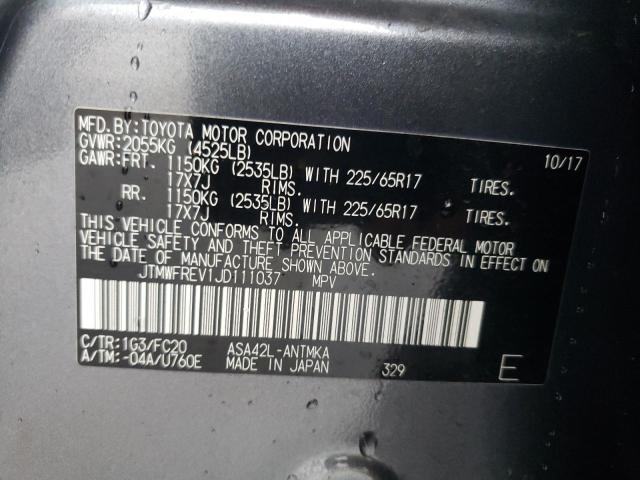 MFD.BY:TOYOTA MOTOR CORPORATION 10/17
GVWR:2055KG (4525LB)
GAWR:FRT. 1150KG (2535LB) WITH 225/65R17 TIRES.
17X7J RIMS.
RR. 1150KG (2535LB) WITH 225/65R17 TIRES.
17X7J RIMS.
THIS VEHICLE CONFORMS TO ALL APPLICABLE FEDERAL MOTOR
VEHICLE SAFETY AND THEFT PREVENTION STANDARDS IN EFFECT ON
THE DATE OF MANUFACTURE SHOWN ABOVE.
JTMWFREV1JD111037 MPV
C/TR:1G3/FC20 ASA42L-ANTMKA
A/TM:-04A/U760E MADE IN JAPAN 329 E